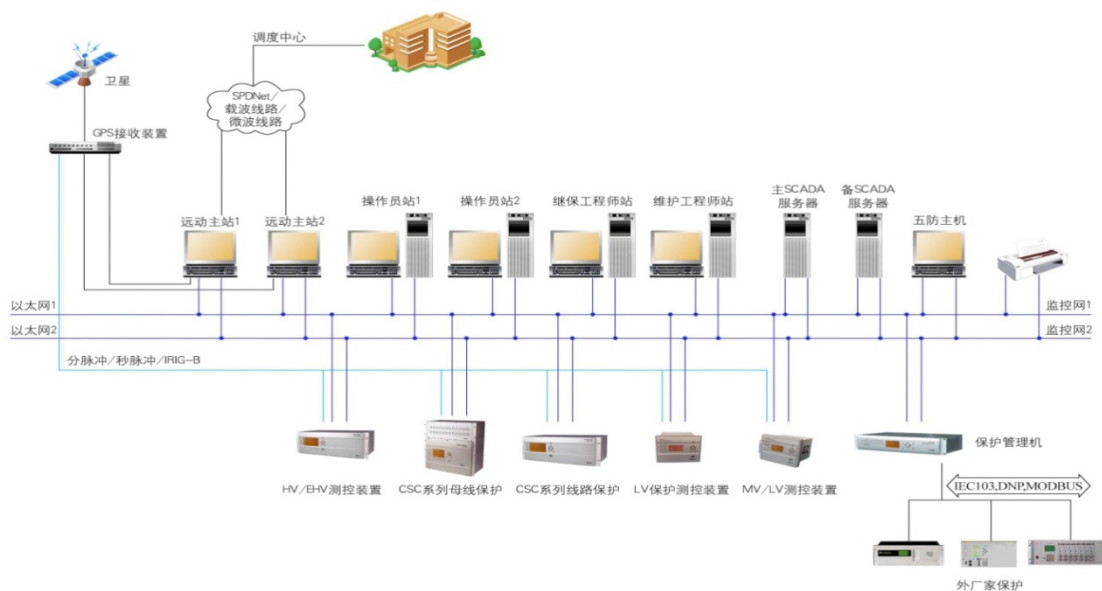 调度中心
卫星
SPDNet/
载波线路/
微波线路
GPS接收装置
远动主站1
远动主站2
操作员站1
操作员站2
继保工程师站
维护工程师站
主SCADA
服务器
备SCADA
服务器
五防主机
以太网1
监控网1
以太网2
监控网2
分脉冲/秒脉冲/IRIG-B
保护管理机
HV/EHV测控装置
CSC系列母线保护
CSC系列线路保护
LV保护测控装置
MV/LV测控装置
IEC103,DNP,MODBUS
外厂家保护